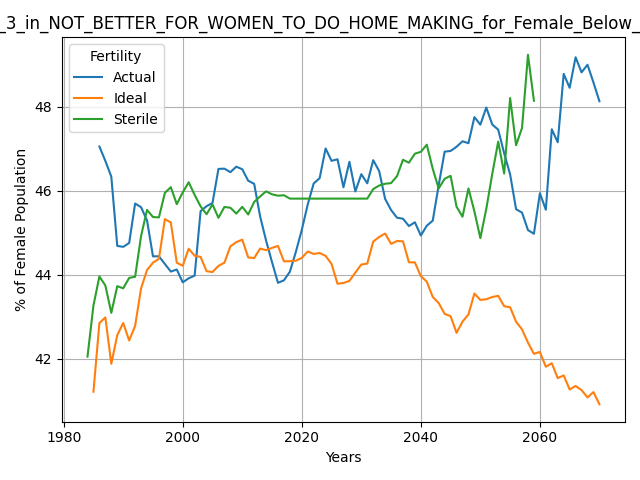 _3_in_NOT_BETTER_FOR_WOMEN_TO_DO_HOME_MAKING_for_Female_Below_
Fertility
Actual
Ideal
Sterile
% of Female Population
48
46
44
42
1980
2000
2020
2040
2060
Years